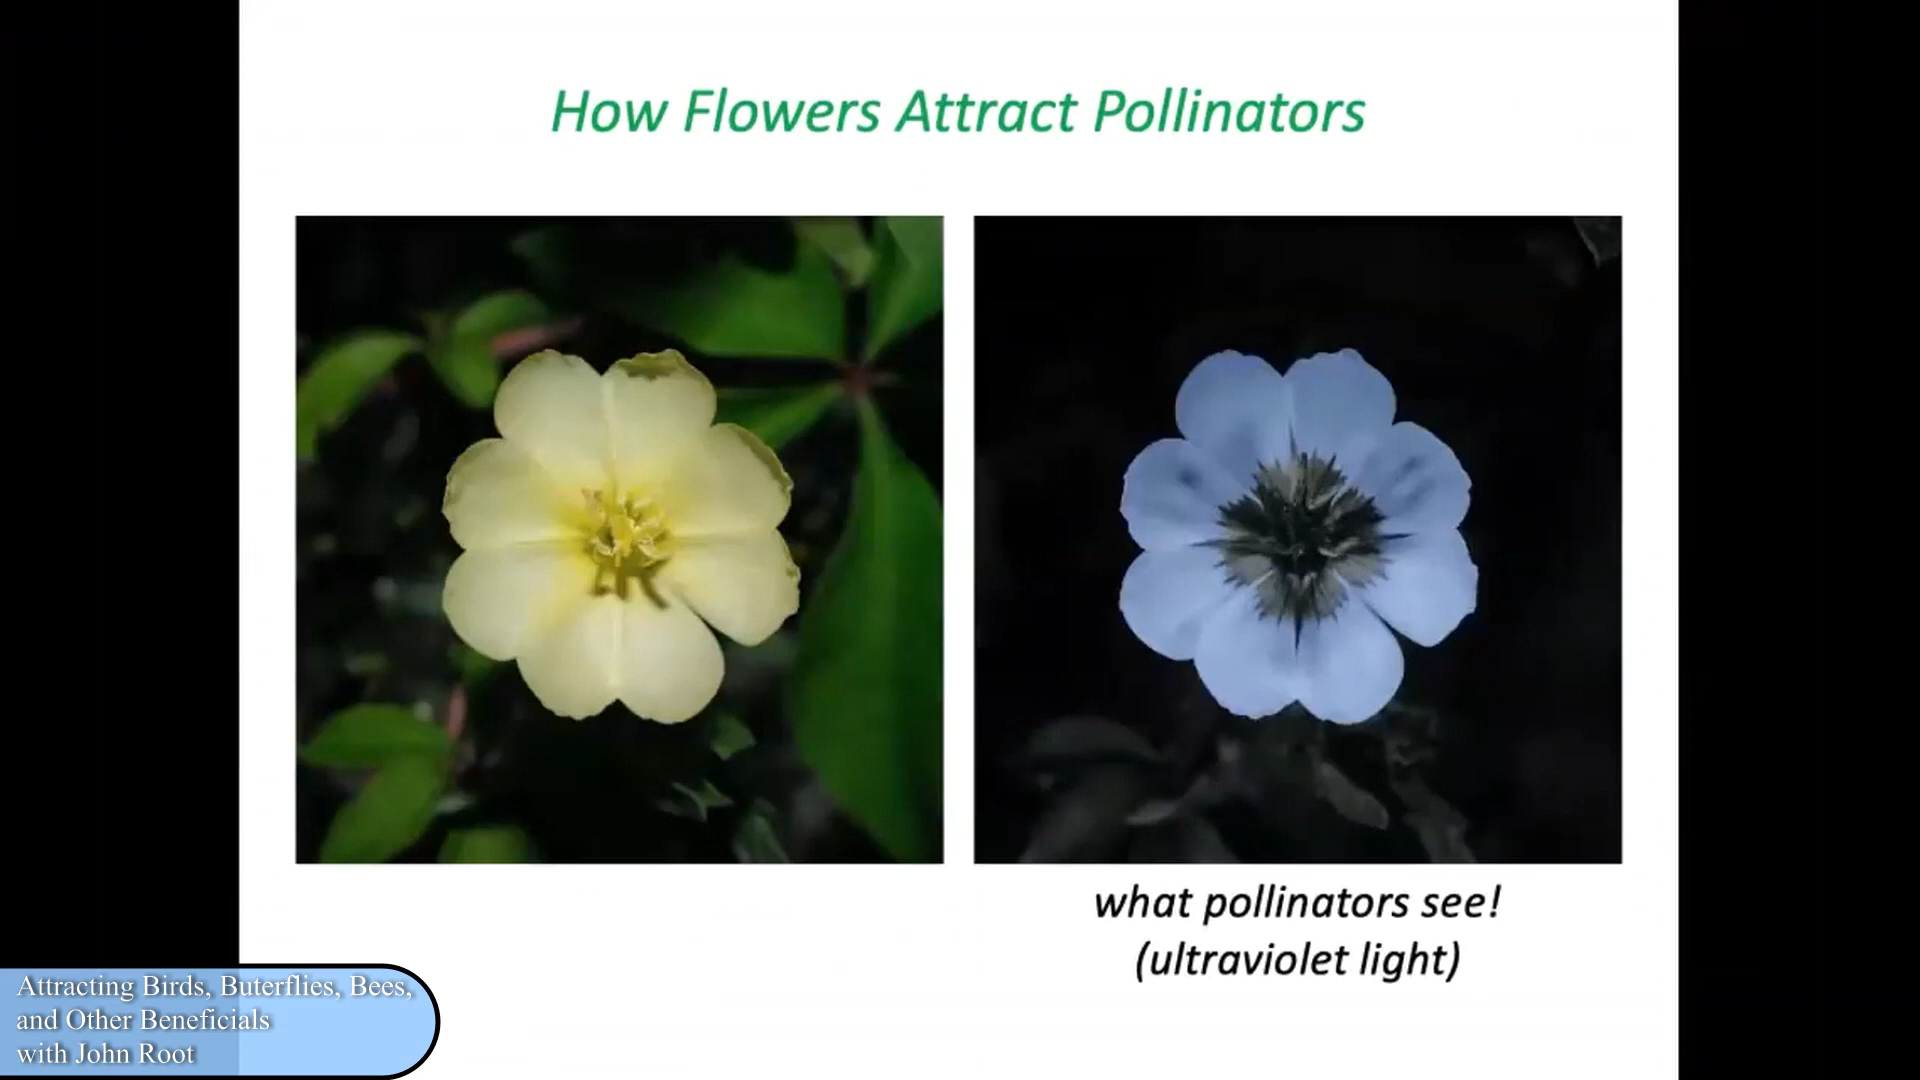 How Flowers Attract Pollinators
what pollinators see!
(ultraviolet light)
Attracting Birds, Buterflies, Bees,
and Other Beneficials
with John Root